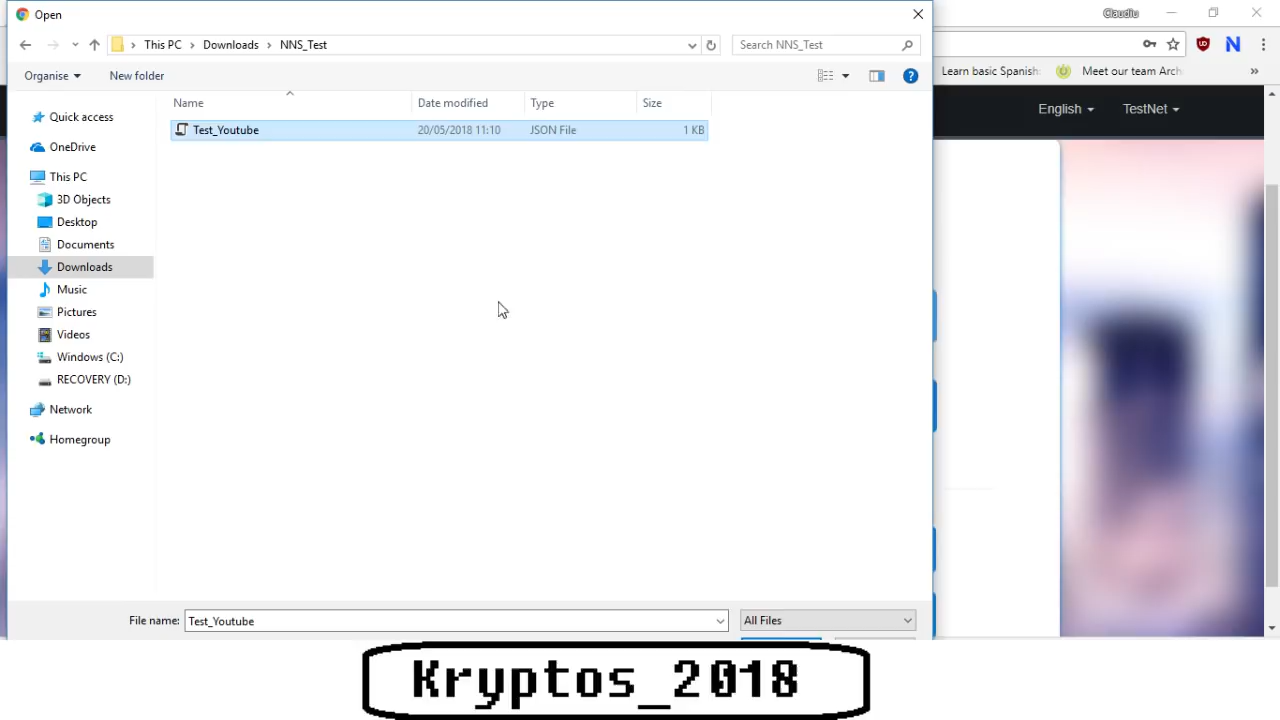 Open
Claudiu
This PC
Downloads
NNS_Test
Search NNS_Test
Organise
New folder
Learn basic Spanish:
Meet our team Arch
Name
Date modified
Type
Size
English
TestNet
Quick access
Test_Youtube
20/05/2018 11:10
JSON File
1 KB
OneDrive
This PC
3D Objects
Desktop
Documents
Downloads
Music
Pictures
Videos
Windows (C:)
RECOVERY (D:)
Network
Homegroup
File name:
Test_Youtube
All Files
Kryptos_2018